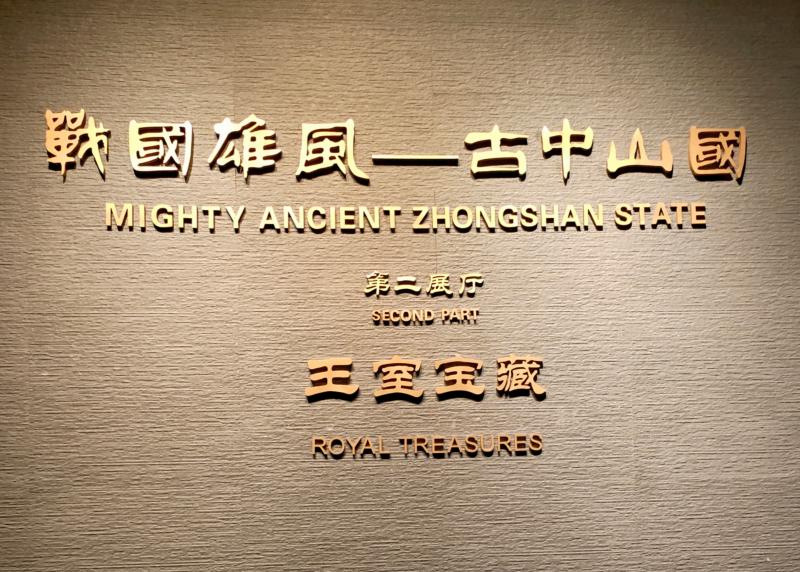 戰國雄風——古中山國
MIGHTY ANCIENT ZHONGSHAN STATE
第二展厅
SECOND PART
王室宝藏
ROYAL TREASURES